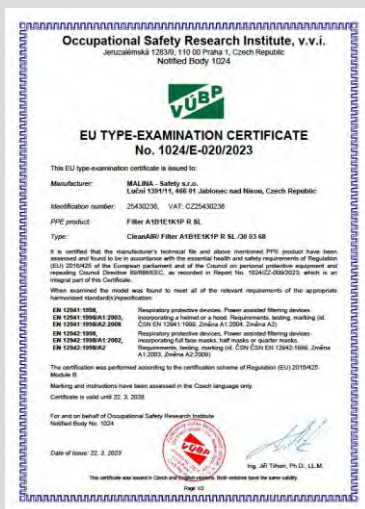 Occupational Safety Research Institute, v.v.i.
Jeruzalémská 1283/9, 110 00 Praha 1, Czech Republic
Notified Body 1024
VÚBP
EU TYPE-EXAMINATION CERTIFICATE
No. 1024/E-020/2023
This EU type-examination certificate is issued to:
Manufacturer: MALINA - Safety s.r.o.
Luční 1391/11, 466 01 Jablonec nad Nisou, Czech Republic
Identification number: 25430238, VAT: CZ25430238
PPE product: Filter A1B1E1K1P R SL
Type: CleanAIR/ Filter A1B1E1K1P R SL /30 03 68
It is certified that the manufacturer's technical file and above mentioned PPE product have been
assessed and found to be in accordance with the essential health and safety requirements of Regulation
(EU) 2016/425 of the European parliament and of the Council on personal protective equipment and
repealing Council Directive 89/686/EEC, as recorded in Report No. 1024/ZZ-009/2023, which is an
integral part of this Certificate.
When examined the product was found to meet all of the relevant requirements of the appropriate
harmonized standard(s)/specification:
EN 12941:1998, Respiratory protective devices. Power assisted filtering devices
EN 12941:1998/A1:2003, incorporating a helmet or a hood. Requirements, testing, marking (id.
EN 12941:1998/A2:2008 ČSN EN 12941:1999, Změna A1:2004, Změna A2)
EN 12942:1998, Respiratory protective devices. Power assisted filtering devices
EN 12942:1998/A1:2002, incorporating full face masks, half masks or quarter masks.
EN 12942:1998/A2 Requirements, testing, marking (id. ČSN ČSN EN 12942:1999, Změna
A1:2003, Změna A2:2009)
The certification was performed according to the certification scheme of Regulation (EU) 2016/425
Module B.
Marking and instructions have been assessed in the Czech language only.
Certificate is valid until 22. 3. 2028
For and on behalf of Occupational Safety Research Institute
Notified Body No. 1024
Date of issue: 22. 3. 2023
VÚBP
Ing. Jiří Tilhon, Ph.D., LL.M.
This certificate was issued in Czech and English versions. Both versions have the same validity.
Page 1/2